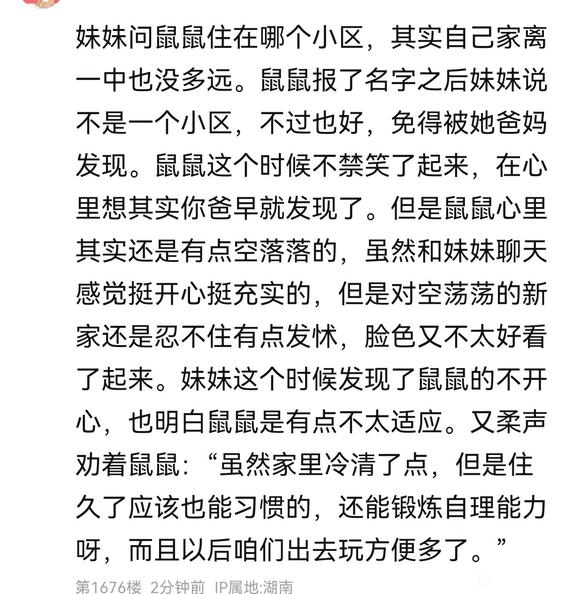 妹妹问鼠鼠住在哪个小区，其实自己家离
一中也没多远。鼠鼠报了名字之后妹妹说
不是一个小区，不过也好，免得被她爸妈
发现。鼠鼠这个时候不禁笑了起来，在心
里想其实你爸早就发现了。但是鼠鼠心里
其实还是有点空落落的，虽然和妹妹聊天
感觉挺开心挺充实的，但是对空荡荡的新
家还是忍不住有点发怵，脸色又不太好看
了起来。妹妹这个时候发现了鼠鼠的不开
心，也明白鼠鼠是有点不太适应。又柔声
劝着鼠鼠：“虽然家里冷清了点，但是住
久了应该也能习惯的，还能锻炼自理能力
呀，而且以后咱们出去玩方便多了。”
第1676楼 2分钟前 IP属地:湖南